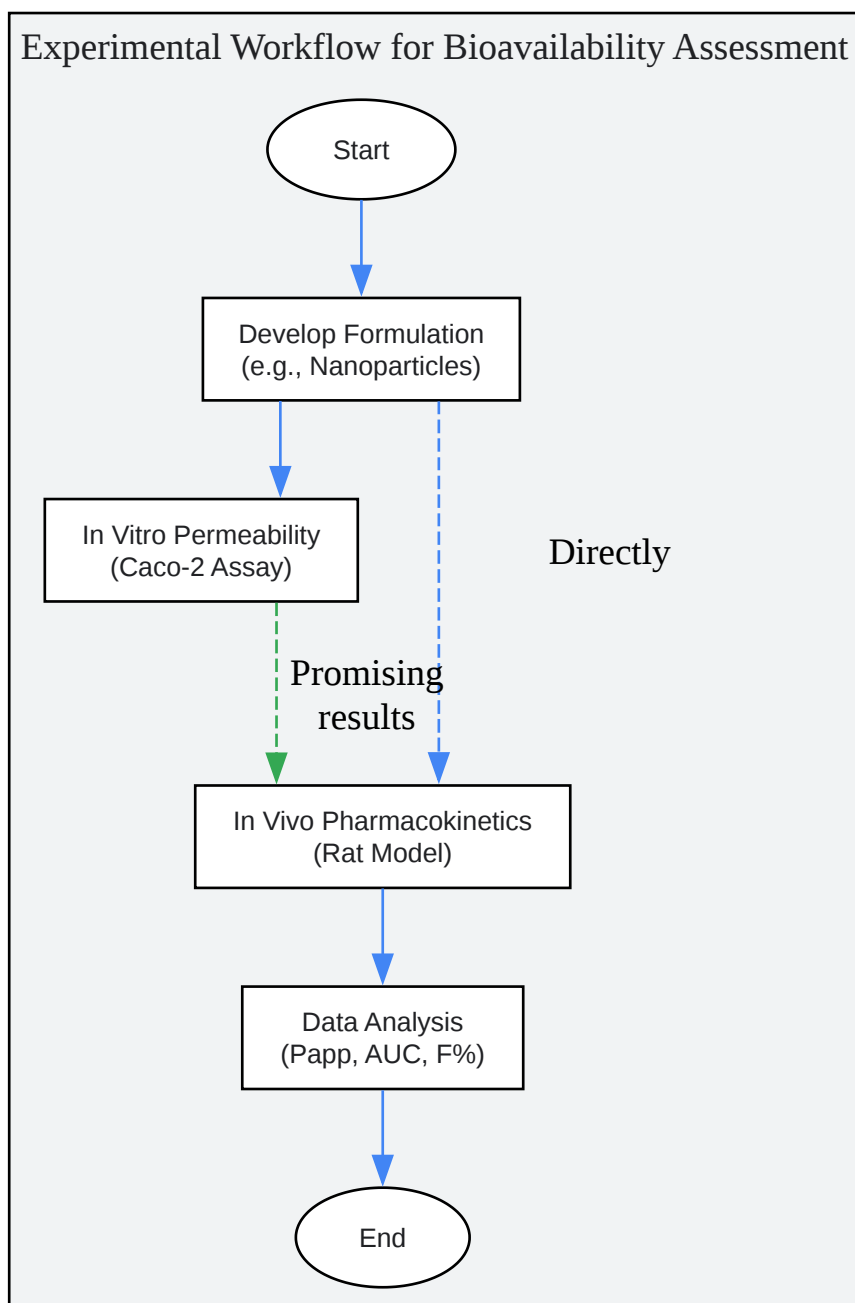 Experimental Workflow for Bioavailability Assessment
Start
Develop Formulation
(e.g., Nanoparticles)
In Vitro Permeability
(Caco-2 Assay)
Directly
Promising
results
In Vivo Pharmacokinetics
(Rat Model)
Data Analysis
(Papp, AUC, F%)
End